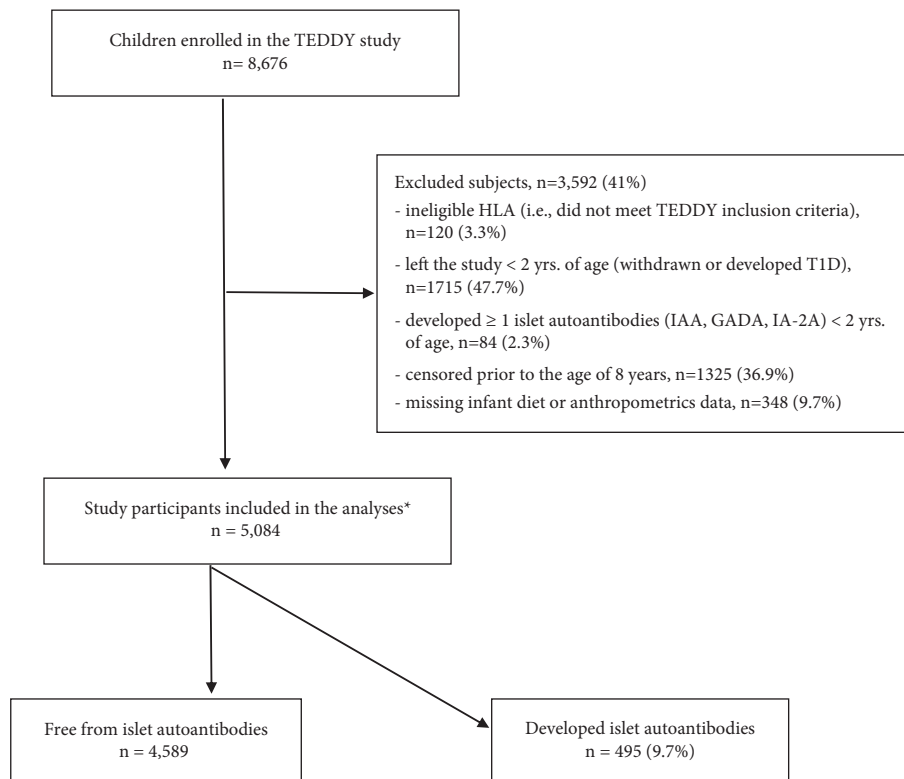 Children enrolled in the TEDDY study
n= 8,676
Excluded subjects, n=3,592 (41%)
- ineligible HLA (i.e., did not meet TEDDY inclusion criteria),
n=120 (3.3%)
- left the study < 2 yrs. of age (withdrawn or developed T1D),
n=1715 (47.7%)
- developed ≥ 1 islet autoantibodies (IAA, GADA, IA-2A) < 2 yrs.
of age, n=84 (2.3%)
- censored prior to the age of 8 years, n=1325 (36.9%)
- missing infant diet or anthropometrics data, n=348 (9.7%)
Study participants included in the analyses*
n = 5,084
Free from islet autoantibodies
n = 4,589
Developed islet autoantibodies
n = 495 (9.7%)